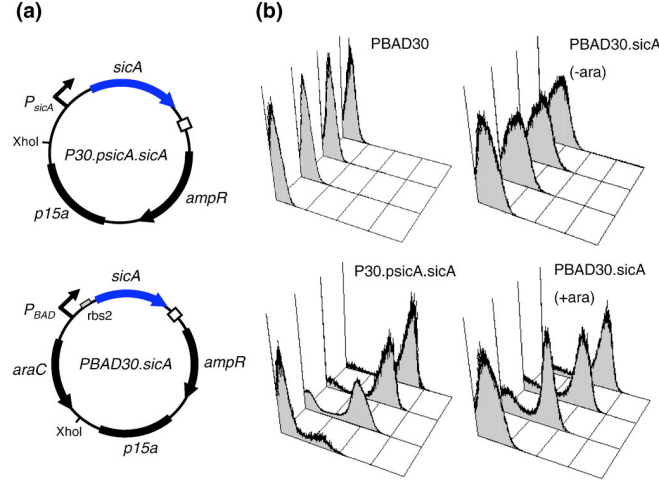 (a)
sicA
PsicA
XhoI
P30.psicA.sicA
p15a
ampR
sicA
PBAD
rbs2
araC
PBAD30.sicA
ampR
XhoI
p15a
(b)
PBAD30
PBAD30.sicA
(-ara)
P30.psicA.sicA
PBAD30.sicA
(+ara)